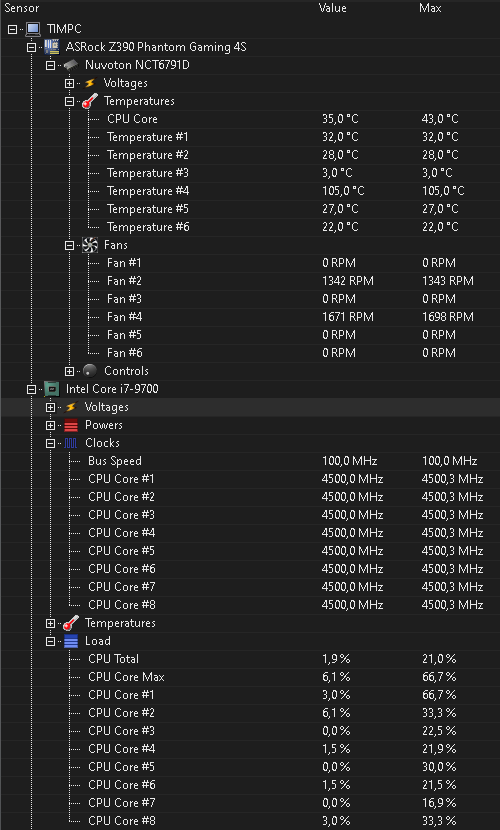 Sensor Value Max
TIMPC
ASRock Z390 Phantom Gaming 4S
Nuvoton NCT6791D
Voltages
Temperatures
CPU Core 35,0 °C 43,0 °C
Temperature #1 32,0 °C 32,0 °C
Temperature #2 28,0 °C 28,0 °C
Temperature #3 3,0 °C 3,0 °C
Temperature #4 105,0 °C 105,0 °C
Temperature #5 27,0 °C 27,0 °C
Temperature #6 22,0 °C 22,0 °C
Fans
Fan #1 0 RPM 0 RPM
Fan #2 1342 RPM 1343 RPM
Fan #3 0 RPM 0 RPM
Fan #4 1671 RPM 1698 RPM
Fan #5 0 RPM 0 RPM
Fan #6 0 RPM 0 RPM
Controls
Intel Core i7-9700
Voltages
Powers
Clocks
Bus Speed 100,0 MHz 100,0 MHz
CPU Core #1 4500,0 MHz 4500,3 MHz
CPU Core #2 4500,0 MHz 4500,3 MHz
CPU Core #3 4500,0 MHz 4500,3 MHz
CPU Core #4 4500,0 MHz 4500,3 MHz
CPU Core #5 4500,0 MHz 4500,3 MHz
CPU Core #6 4500,0 MHz 4500,3 MHz
CPU Core #7 4500,0 MHz 4500,3 MHz
CPU Core #8 4500,0 MHz 4500,3 MHz
Temperatures
Load
CPU Total 1,9 % 21,0 %
CPU Core Max 6,1 % 66,7 %
CPU Core #1 3,0 % 66,7 %
CPU Core #2 6,1 % 33,3 %
CPU Core #3 0,0 % 22,5 %
CPU Core #4 1,5 % 21,9 %
CPU Core #5 0,0 % 30,0 %
CPU Core #6 1,5 % 21,5 %
CPU Core #7 0,0 % 16,9 %
CPU Core #8 3,0 % 33,3 %